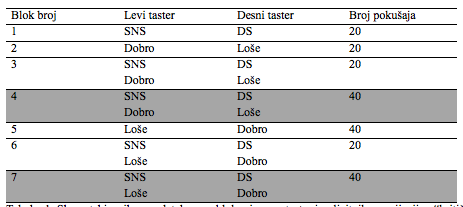 Blok broj Levi taster Desni taster Broj pokušaja
1 SNS DS 20
2 Dobro Loše 20
3 SNS DS 20
Dobro Loše
4 SNS DS 40
Dobro Loše
5 Loše Dobro 40
6 SNS DS 20
Loše Dobro
7 SNS DS 40
Loše Dobro